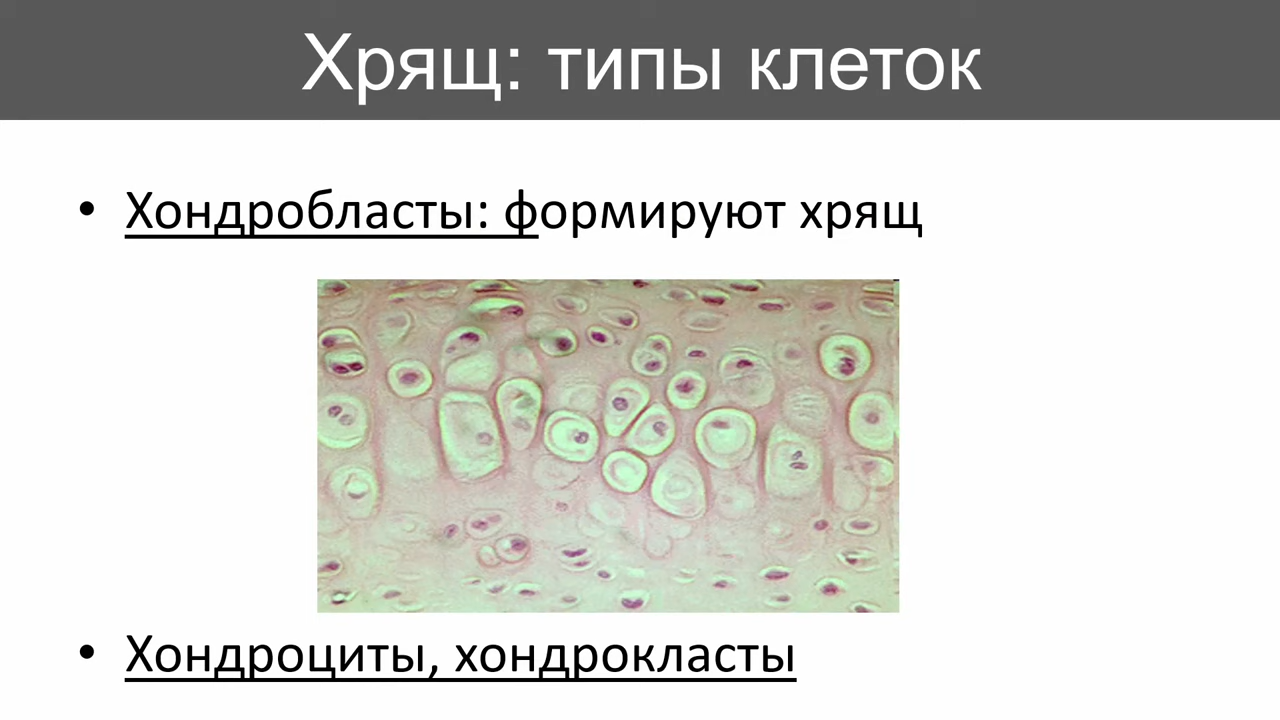 Хрящ: типы клеток
• Хондробласты: формируют хрящ
• Хондроциты, хондрокласты